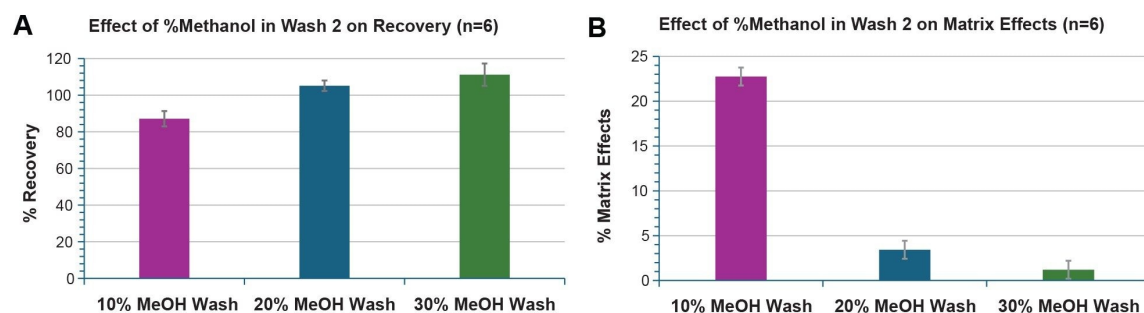 A
Effect of %Methanol in Wash 2 on Recovery (n=6)
% Recovery
120
100
80
60
40
20
0
10% MeOH Wash
20% MeOH Wash
30% MeOH Wash
B
Effect of %Methanol in Wash 2 on Matrix Effects (n=6)
% Matrix Effects
25
20
15
10
5
0
10% MeOH Wash
20% MeOH Wash
30% MeOH Wash